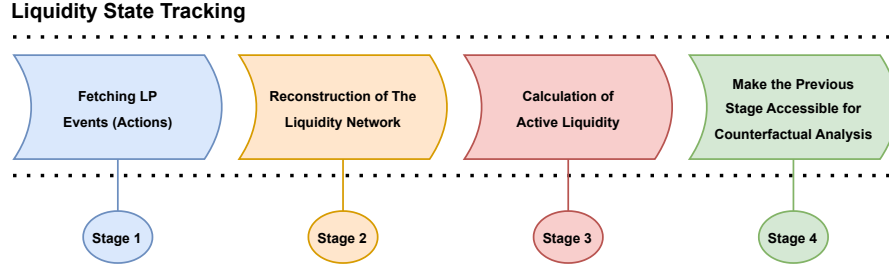 Liquidity State Tracking
Fetching LP
Events (Actions)
Reconstruction of The
Liquidity Network
Calculation of
Active Liquidity
Make the Previous
Stage Accessible for
Counterfactual Analysis
Stage 1
Stage 2
Stage 3
Stage 4